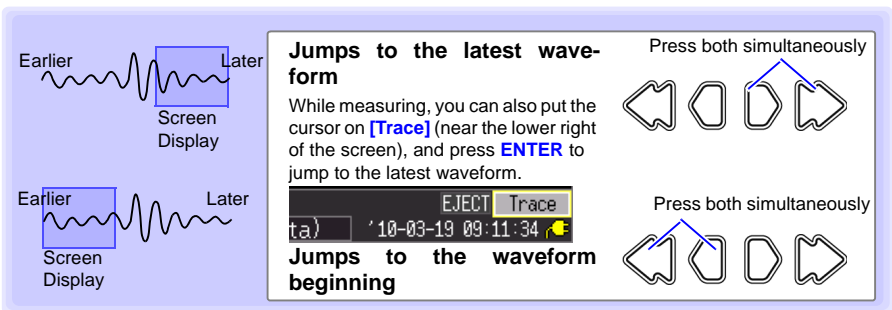 Earlier
Later
Screen
Display
Jumps to the latest wave-
form
While measuring, you can also put the
cursor on [Trace] (near the lower right
of the screen), and press ENTER to
jump to the latest waveform.
Press both simultaneously
EJECT Trace
ta) '10-03-19 09:11:34
Earlier
Later
Screen
Display
Jumps to the waveform
beginning
Press both simultaneously